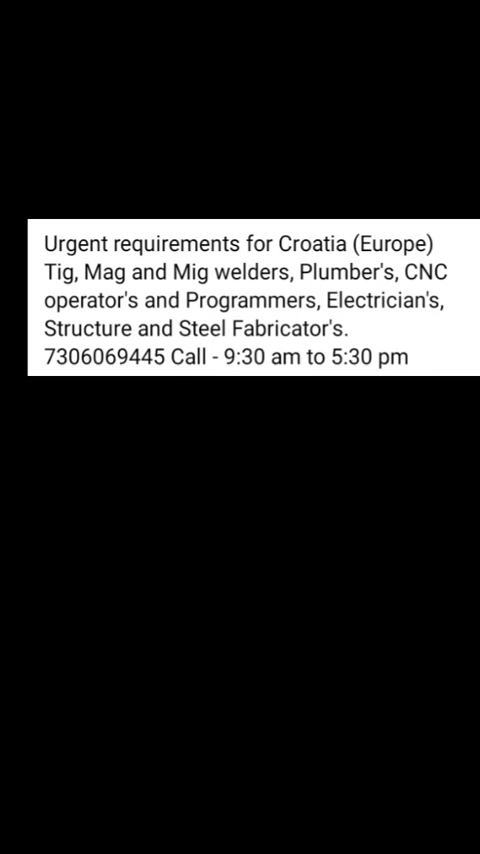 Urgent requirements for Croatia (Europe)
Tig, Mag and Mig welders, Plumber's, CNC
operator's and Programmers, Electrician's,
Structure and Steel Fabricator's.
7306069445 Call - 9:30 am to 5:30 pm